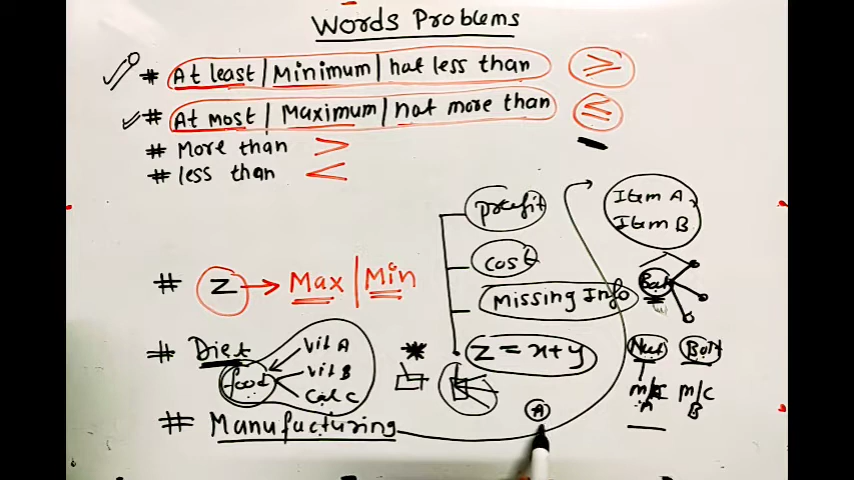 Words Problems
# At least | Minimum | not less than ≥
# At most | Maximum | not more than ≤
# More than >
# less than <
profit
Item A,
Item B
cost
# Z → Max | Min
Missing Info
# Diet
Vit A
Vit B
Cal C
food
Z = x + y
Nut Bolt
M/C A M/C B
A
# Manufacturing